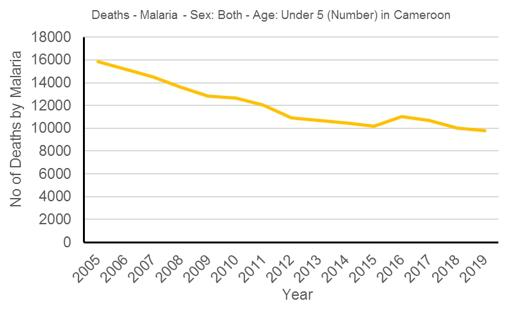 Deaths - Malaria - Sex: Both - Age: Under 5 (Number) in Cameroon
No of Deaths by Malaria
18000
16000
14000
12000
10000
8000
6000
4000
2000
0
2005 2006 2007 2008 2009 2010 2011 2012 2013 2014 2015 2016 2017 2018 2019
Year